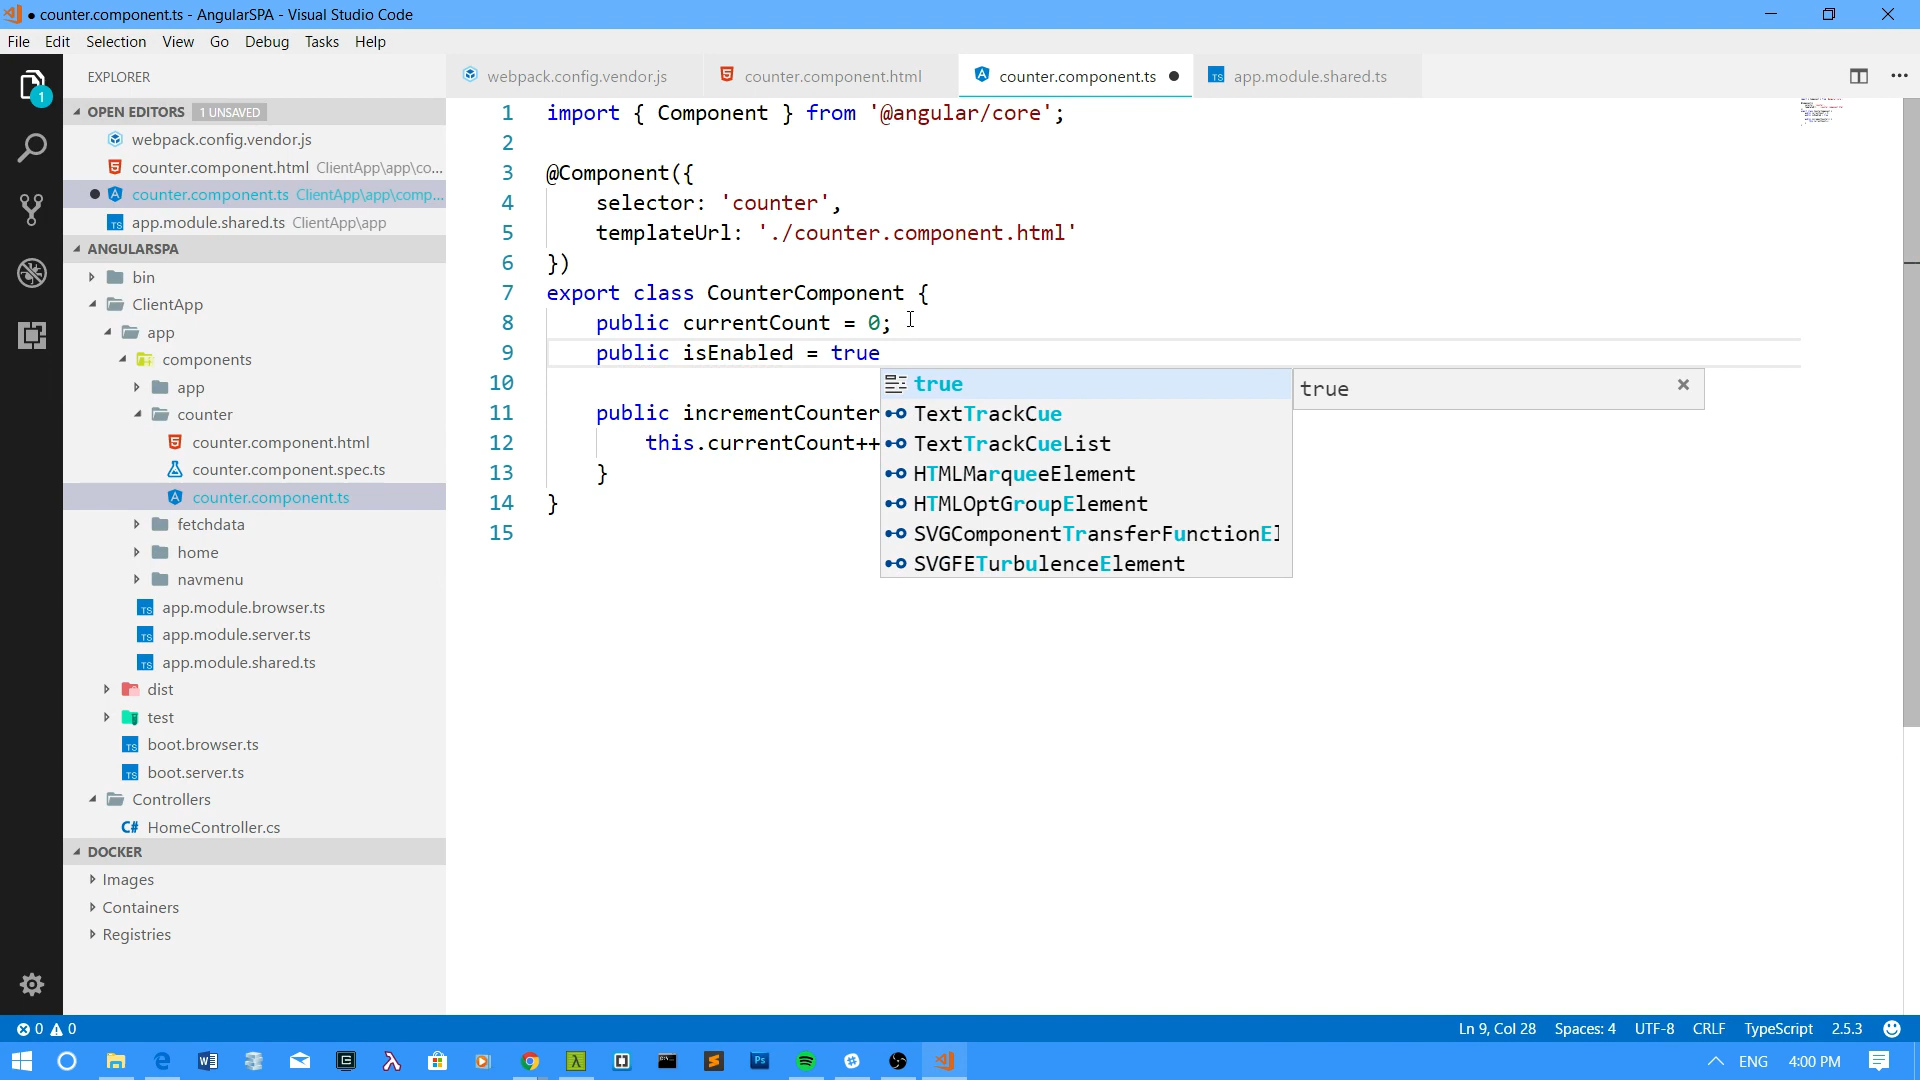 ● counter.component.ts - AngularSPA - Visual Studio Code
File Edit Selection View Go Debug Tasks Help
1
EXPLORER
OPEN EDITORS 1 UNSAVED
webpack.config.vendor.js
counter.component.html ClientApp\app\co...
● counter.component.ts ClientApp\app\comp...
app.module.shared.ts ClientApp\app
ANGULARSPA
bin
ClientApp
app
components
app
counter
counter.component.html
counter.component.spec.ts
counter.component.ts
fetchdata
home
navmenu
app.module.browser.ts
app.module.server.ts
app.module.shared.ts
dist
test
boot.browser.ts
boot.server.ts
Controllers
C# HomeController.cs
DOCKER
Images
Containers
Registries
webpack.config.vendor.js counter.component.html counter.component.ts ● app.module.shared.ts
1 import { Component } from '@angular/core';
2
3 @Component({
4 selector: 'counter',
5 templateUrl: './counter.component.html'
6 })
7 export class CounterComponent {
8 public currentCount = 0;
9 public isEnabled = true
10
11 public incrementCounter
12 this.currentCount++
13 }
14 }
15
true
TextTrackCue
TextTrackCueList
HTMLMarqueeElement
HTMLOptGroupElement
SVGComponentTransferFunctionEl
SVGFETurbulenceElement
true
0 0 Ln 9, Col 28 Spaces: 4 UTF-8 CRLF TypeScript 2.5.3
ENG 4:00 PM